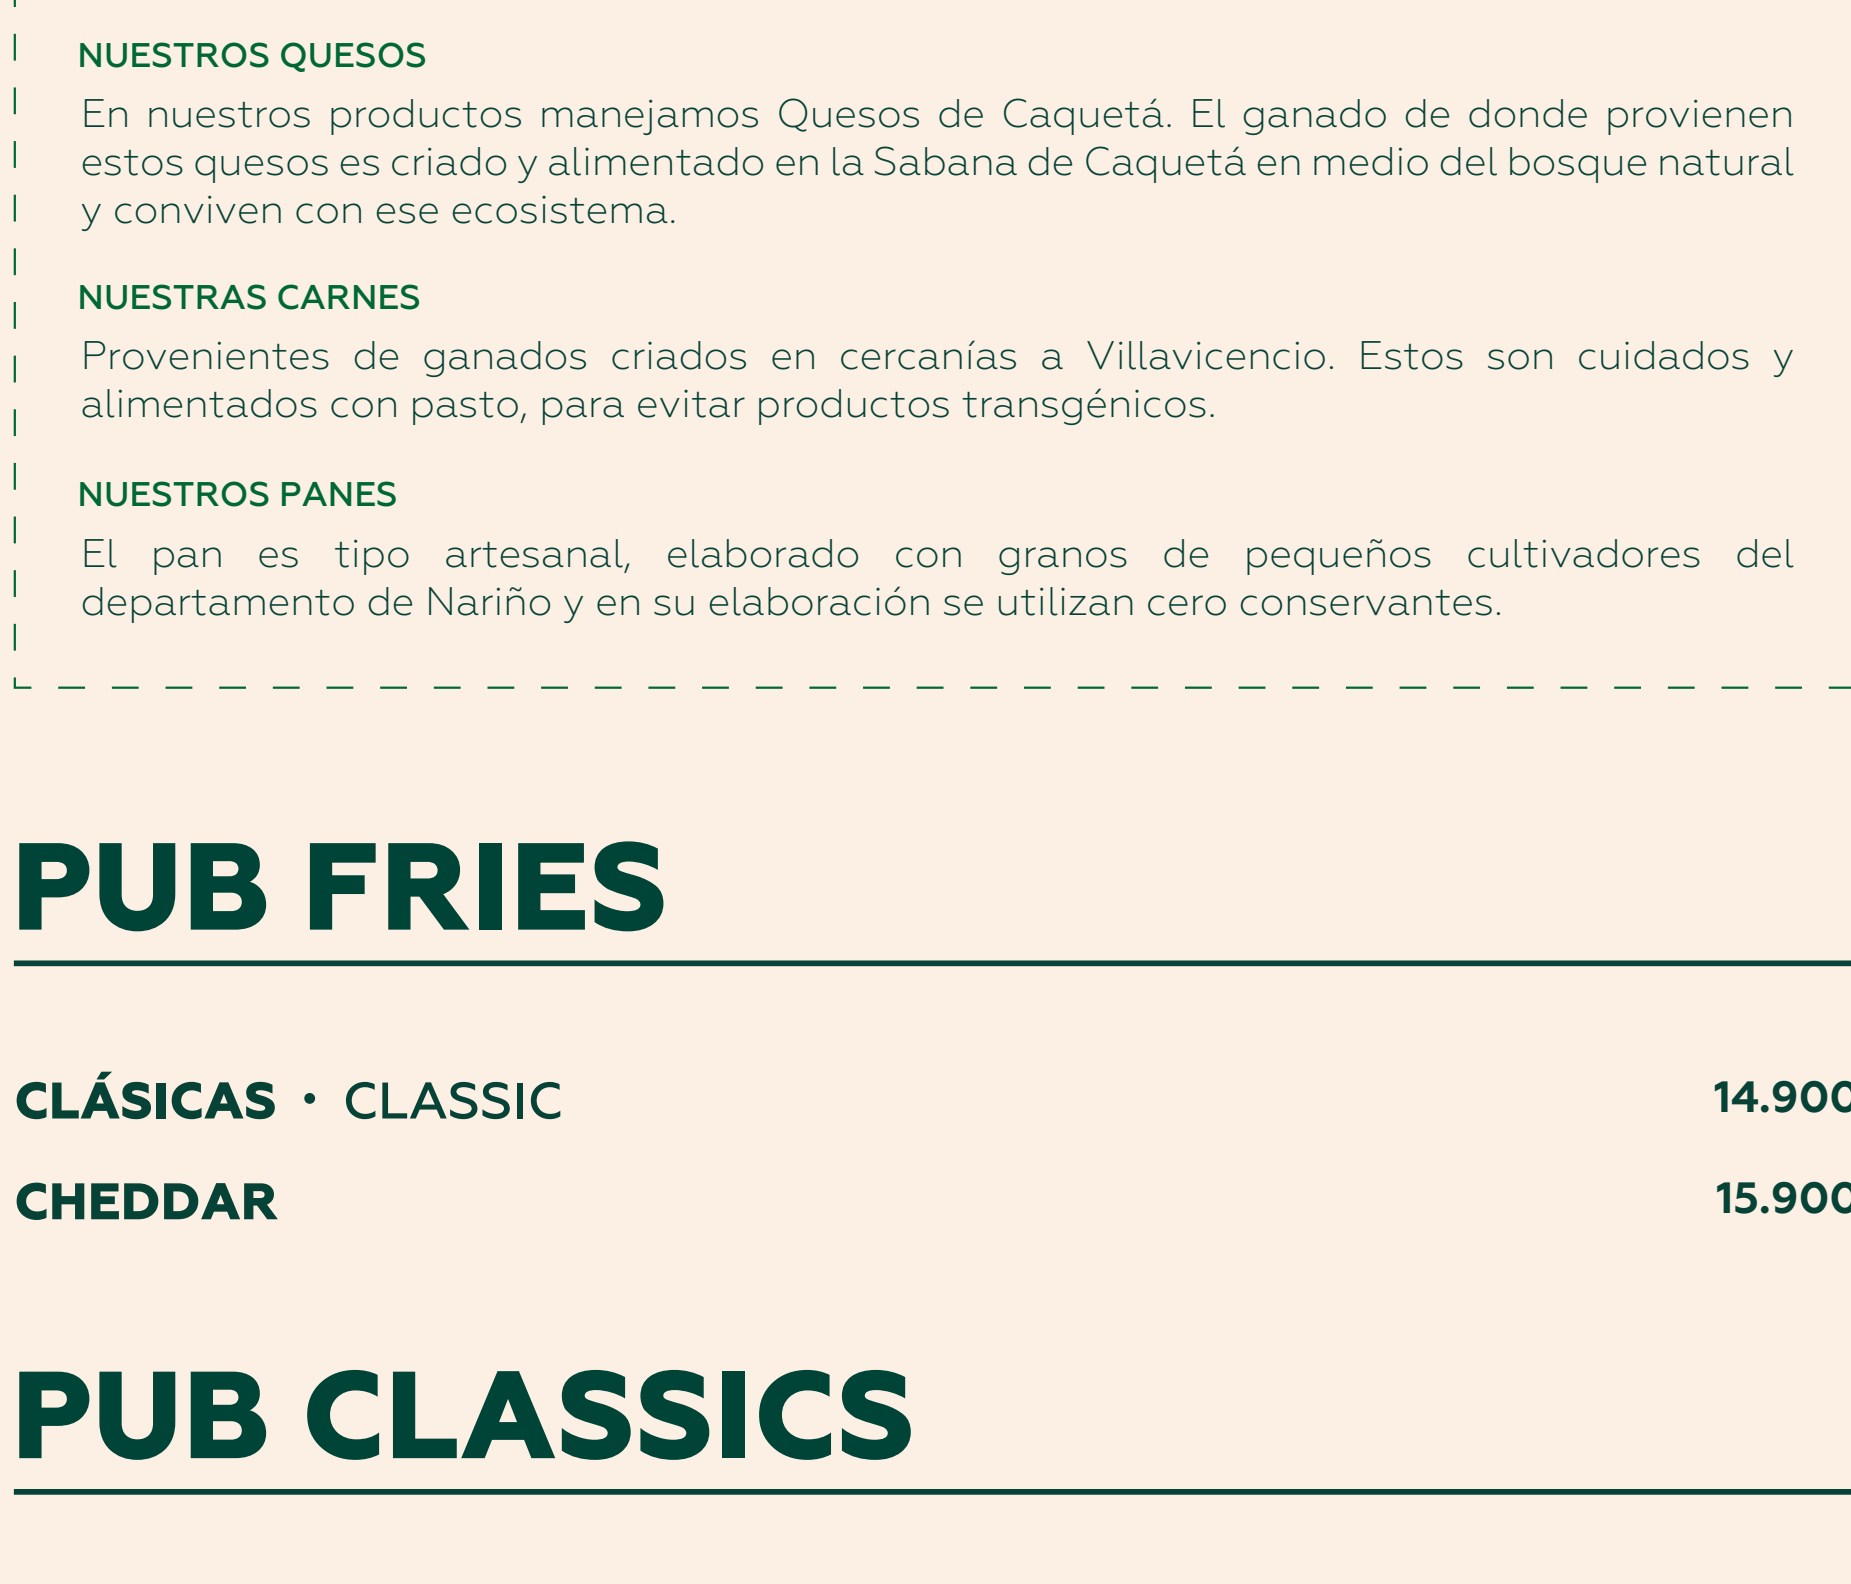 NUESTROS QUESOS
En nuestros productos manejamos Quesos de Caquetá. El ganado de donde provienen
estos quesos es criado y alimentado en la Sabana de Caquetá en medio del bosque natural
y conviven con ese ecosistema.
NUESTRAS CARNES
Provenientes de ganados criados en cercanías a Villavicencio. Estos son cuidados y
alimentados con pasto, para evitar productos transgénicos.
NUESTROS PANES
El pan es tipo artesanal, elaborado con granos de pequeños cultivadores del
departamento de Nariño y en su elaboración se utilizan cero conservantes.
PUB FRIES
CLÁSICAS • CLASSIC 14.900
CHEDDAR 15.900
PUB CLASSICS